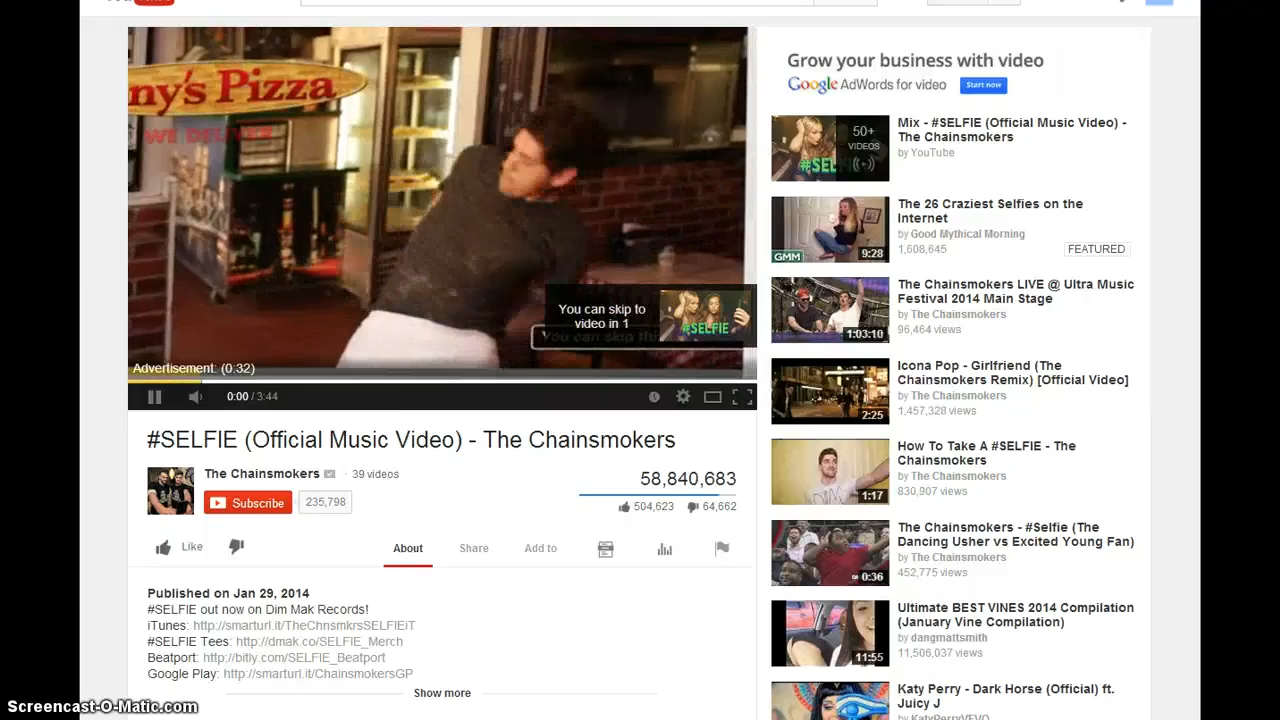 ny's Pizza
WE DELIVER
You can skip to
video in 1
#SELFIE
Advertisement: (0:32)
0:00 / 3:44
#SELFIE (Official Music Video) - The Chainsmokers
The Chainsmokers · 39 videos
Subscribe 235,798
58,840,683
504,623 64,662
Like
About Share Add to
Published on Jan 29, 2014
#SELFIE out now on Dim Mak Records!
iTunes: http://smarturl.it/TheChnsmkrsSELFIEiT
#SELFIE Tees: http://dmak.co/SELFIE_Merch
Beatport: http://bitly.com/SELFIE_Beatport
Google Play: http://smarturl.it/ChainsmokersGP
Show more
Grow your business with video
Google AdWords for video Start now
50+
VIDEOS
#SEL
Mix - #SELFIE (Official Music Video) -
The Chainsmokers
by YouTube
GMM
9:28
The 26 Craziest Selfies on the
Internet
by Good Mythical Morning
1,608,645 FEATURED
1:03:10
The Chainsmokers LIVE @ Ultra Music
Festival 2014 Main Stage
by The Chainsmokers
96,464 views
2:25
Icona Pop - Girlfriend (The
Chainsmokers Remix) [Official Video]
by The Chainsmokers
1,457,328 views
1:17
How To Take A #SELFIE - The
Chainsmokers
by The Chainsmokers
830,907 views
0:36
The Chainsmokers - #Selfie (The
Dancing Usher vs Excited Young Fan)
by The Chainsmokers
452,775 views
11:55
Ultimate BEST VINES 2014 Compilation
(January Vine Compilation)
by dangmattsmith
11,506,037 views
Katy Perry - Dark Horse (Official) ft.
Juicy J
by KatyPerryVEVO
Screencast-O-Matic.com